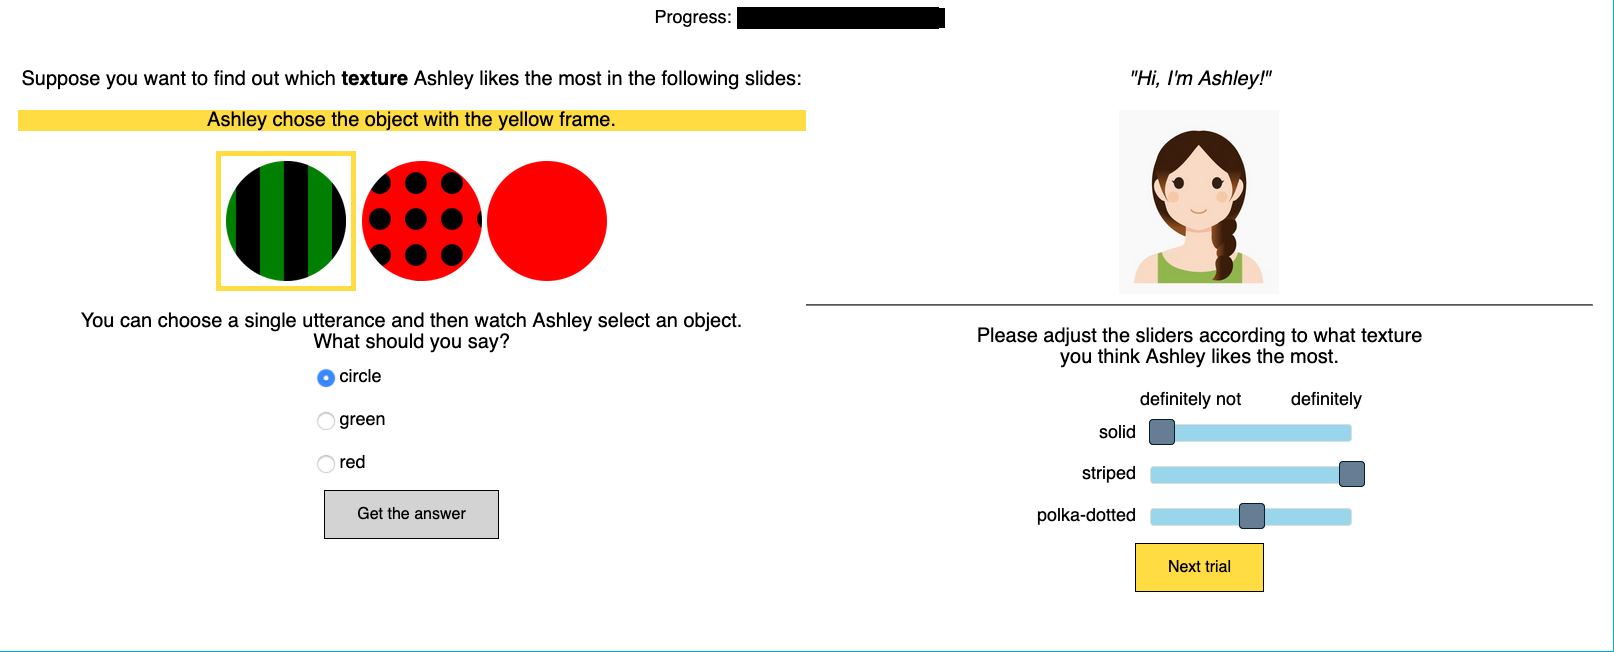 Progress:
Suppose you want to find out which texture Ashley likes the most in the following slides:
Ashley chose the object with the yellow frame.
You can choose a single utterance and then watch Ashley select an object.
What should you say?
circle
green
red
Get the answer
"Hi, I'm Ashley!"
Please adjust the sliders according to what texture
you think Ashley likes the most.
definitely not definitely
solid
striped
polka-dotted
Next trial